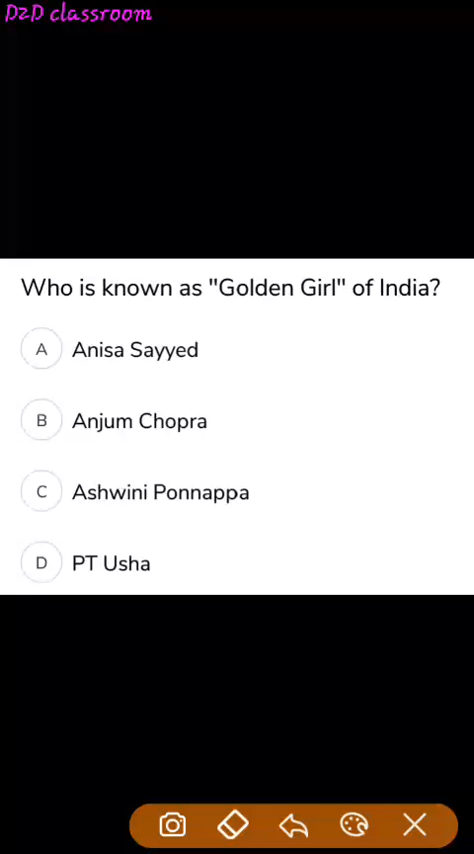 D2D classroom
Who is known as "Golden Girl" of India?
A Anisa Sayyed
B Anjum Chopra
C Ashwini Ponnappa
D PT Usha